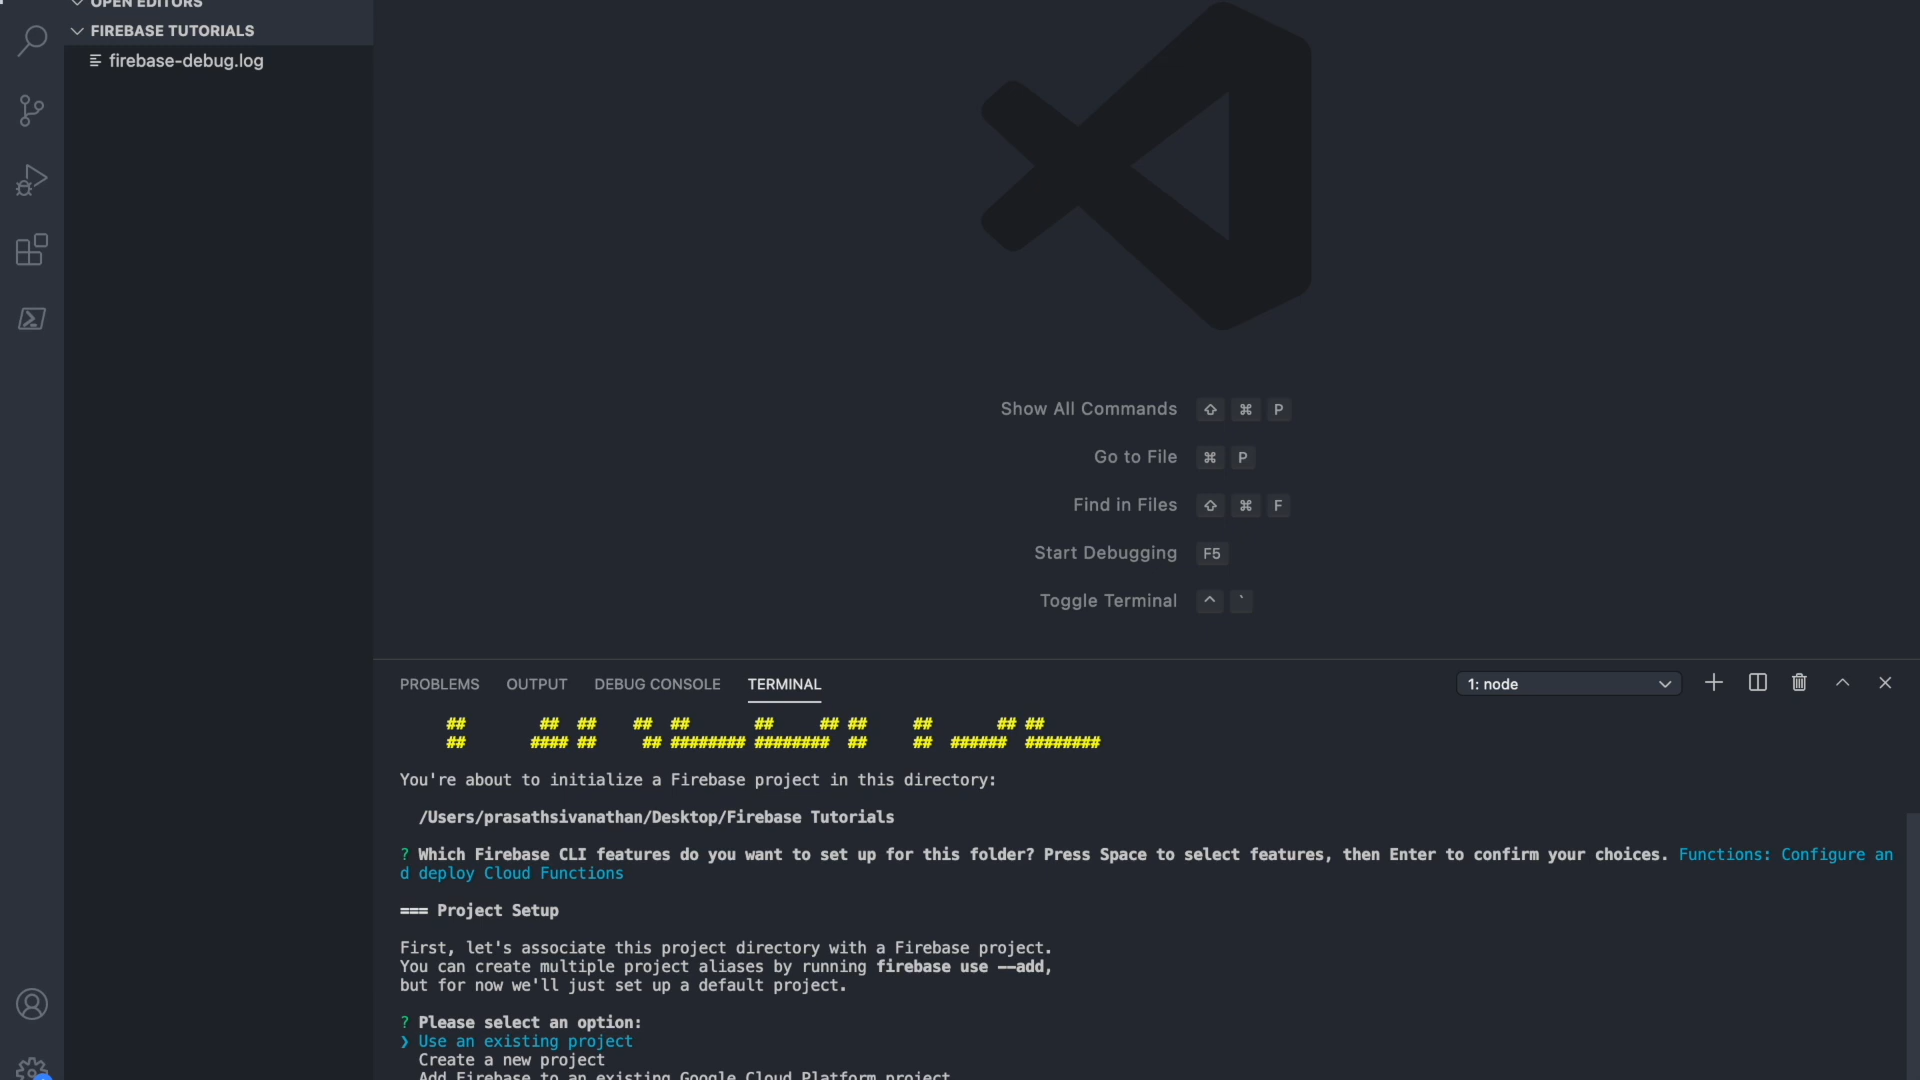 OPEN EDITORS
FIREBASE TUTORIALS
firebase-debug.log
Show All Commands ⇧ ⌘ P
Go to File ⌘ P
Find in Files ⇧ ⌘ F
Start Debugging F5
Toggle Terminal ^ `
PROBLEMS OUTPUT DEBUG CONSOLE TERMINAL 1: node
## ## ## ## ## ## ## ## ## ## ##
## #### ## ## ######## ######## ## ## ###### ########
You're about to initialize a Firebase project in this directory:
/Users/prasathsivanathan/Desktop/Firebase Tutorials
? Which Firebase CLI features do you want to set up for this folder? Press Space to select features, then Enter to confirm your choices. Functions: Configure an
d deploy Cloud Functions
=== Project Setup
First, let's associate this project directory with a Firebase project.
You can create multiple project aliases by running firebase use --add,
but for now we'll just set up a default project.
? Please select an option:
❯ Use an existing project
Create a new project
Add Firebase to an existing Google Cloud Platform project